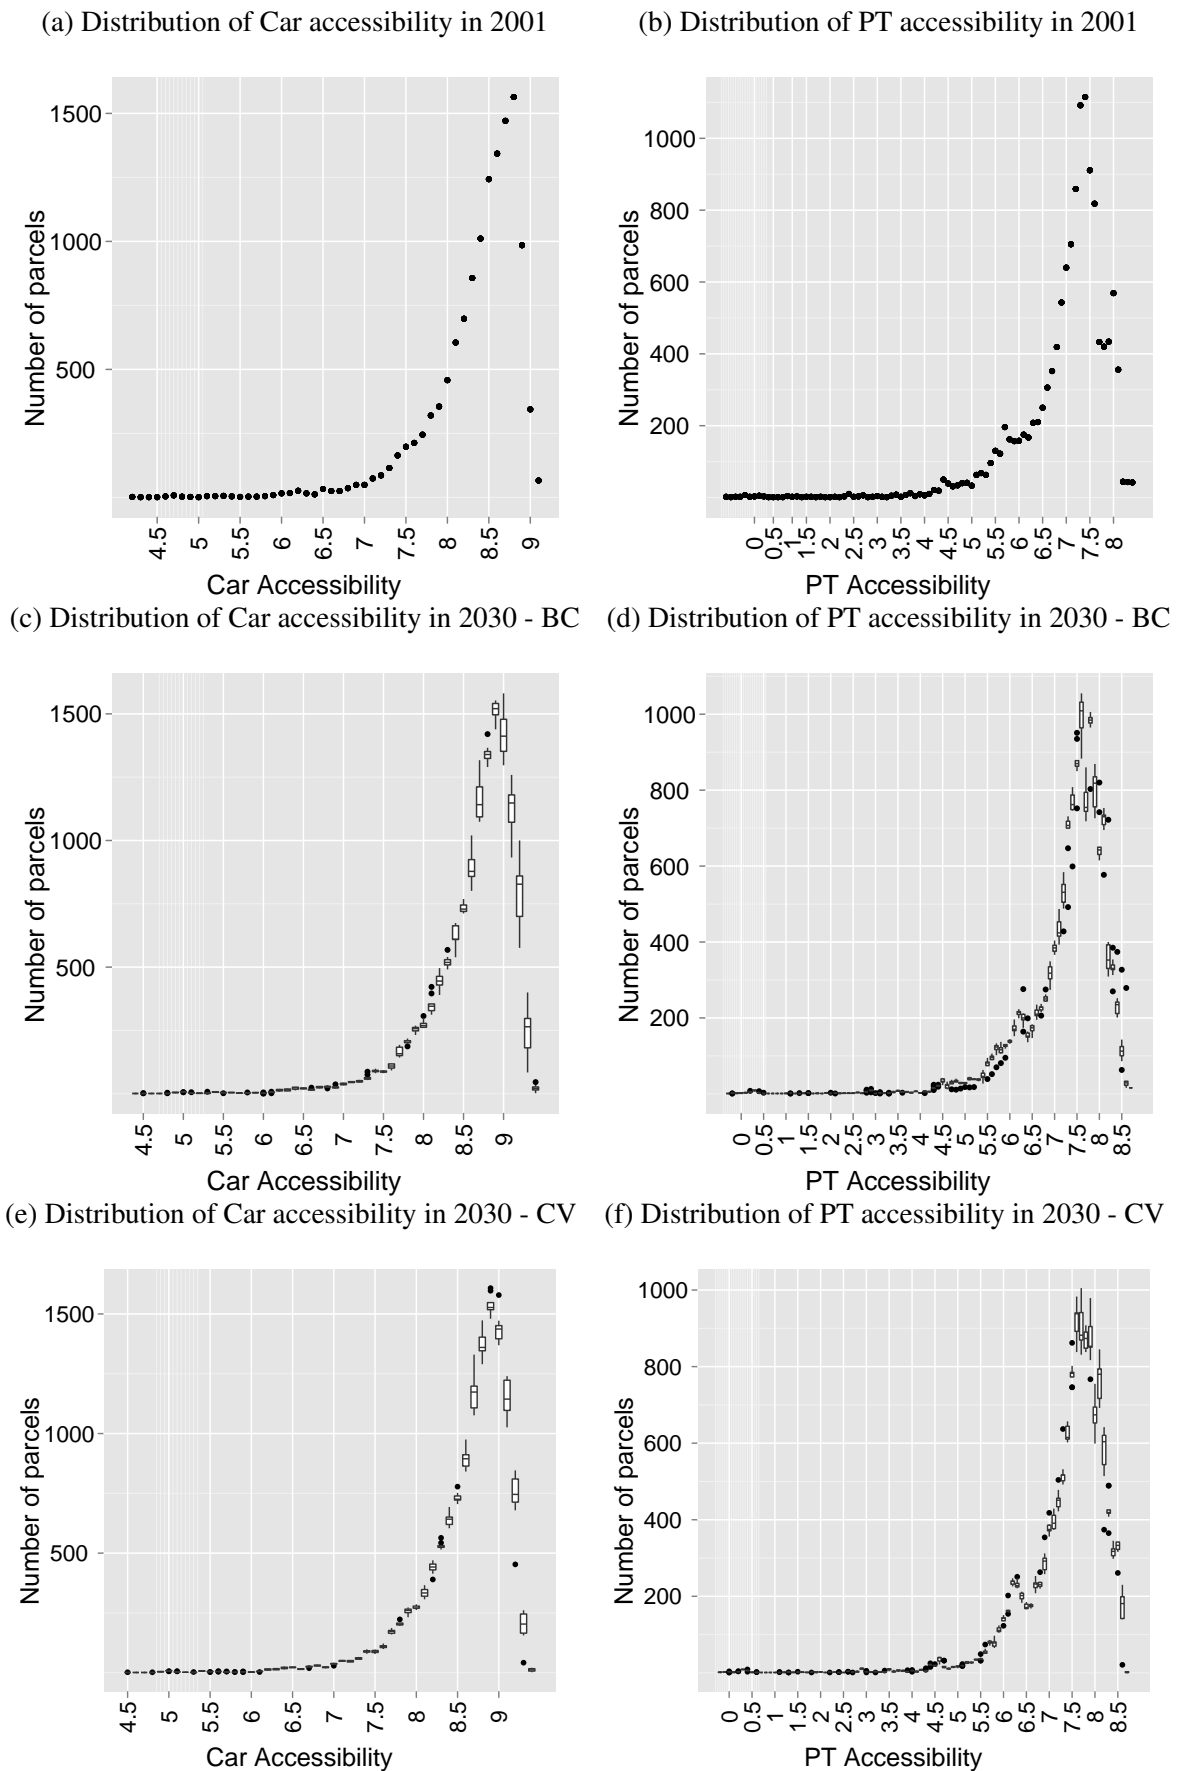 (a) Distribution of Car accessibility in 2001
(b) Distribution of PT accessibility in 2001
Number of parcels
1500
1000
500
4.5 5 5.5 6 6.5 7 7.5 8 8.5 9
Car Accessibility
Number of parcels
1000
800
600
400
200
0 0.5 1 1.5 2 2.5 3 3.5 4 4.5 5 5.5 6 6.5 7 7.5 8
PT Accessibility
(c) Distribution of Car accessibility in 2030 - BC
(d) Distribution of PT accessibility in 2030 - BC
Number of parcels
1500
1000
500
4.5 5 5.5 6 6.5 7 7.5 8 8.5 9
Car Accessibility
Number of parcels
1000
800
600
400
200
0 0.5 1 1.5 2 2.5 3 3.5 4 4.5 5 5.5 6 6.5 7 7.5 8 8.5
PT Accessibility
(e) Distribution of Car accessibility in 2030 - CV
(f) Distribution of PT accessibility in 2030 - CV
Number of parcels
1500
1000
500
4.5 5 5.5 6 6.5 7 7.5 8 8.5 9
Car Accessibility
Number of parcels
1000
800
600
400
200
0 0.5 1 1.5 2 2.5 3 3.5 4 4.5 5 5.5 6 6.5 7 7.5 8 8.5
PT Accessibility